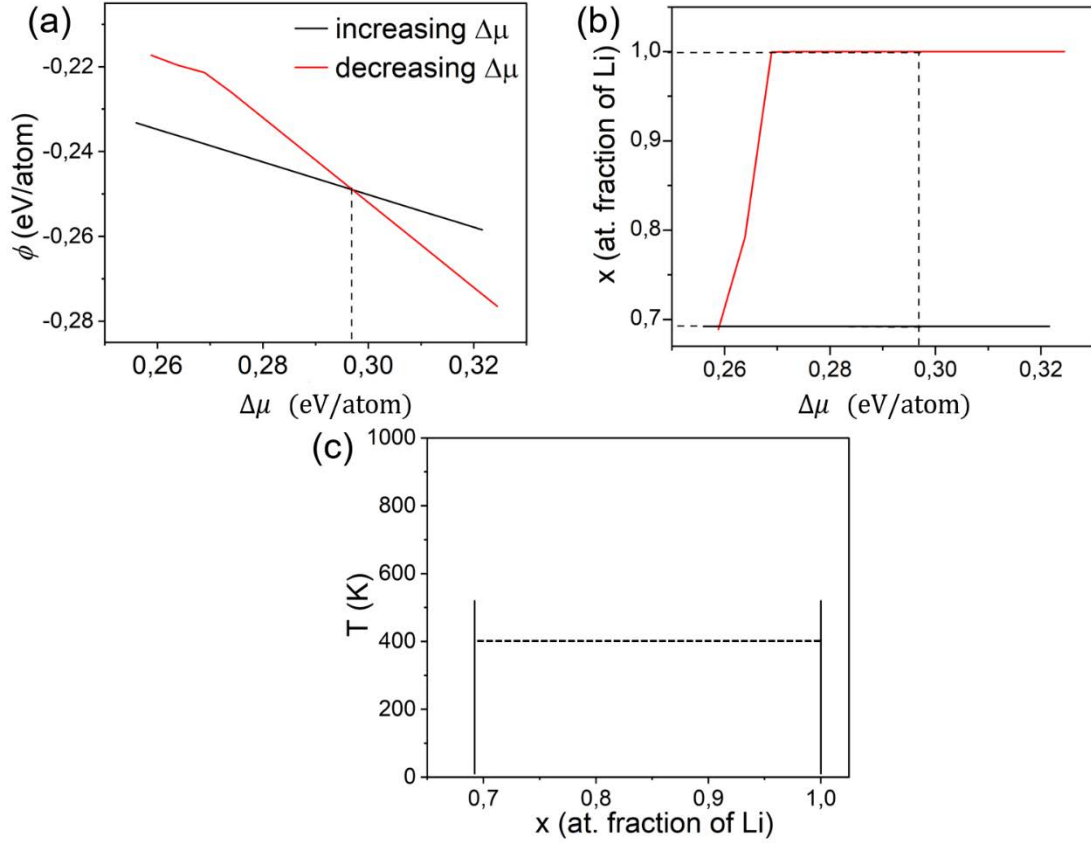 (a)
increasing Δμ
decreasing Δμ
-0,22
-0,24
-0,26
-0,28
ϕ (eV/atom)
0,26 0,28 0,30 0,32
Δμ (eV/atom)
(b)
1,0
0,9
0,8
0,7
x (at. fraction of Li)
0,26 0,28 0,30 0,32
Δμ (eV/atom)
(c)
1000
800
600
400
200
0
T (K)
0,7 0,8 0,9 1,0
x (at. fraction of Li)